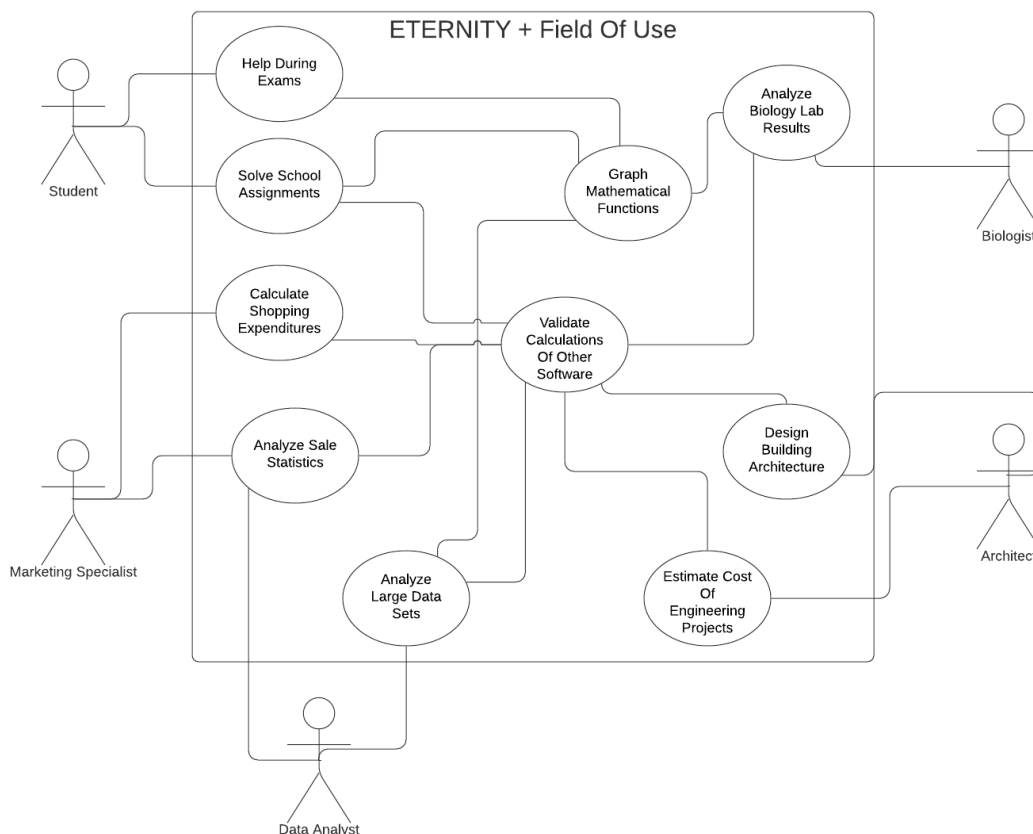 ETERNITY + Field Of Use
Help During
Exams
Analyze
Biology Lab
Results
Student
Solve School
Assignments
Graph
Mathematical
Functions
Biologist
Calculate
Shopping
Expenditures
Validate
Calculations
Of Other
Software
Analyze Sale
Statistics
Design
Building
Architecture
Marketing Specialist
Architect
Analyze
Large Data
Sets
Estimate Cost
Of
Engineering
Projects
Data Analyst